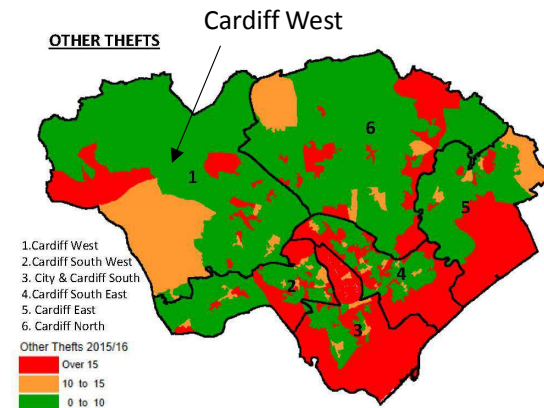 Cardiff West
OTHER THEFTS
6
1
5
1.Cardiff West
2.Cardiff South West
3. City & Cardiff South
4.Cardiff South East
5. Cardiff East
6. Cardiff North
4
2
3
Other Thefts 2015/16
Over 15
10 to 15
0 to 10